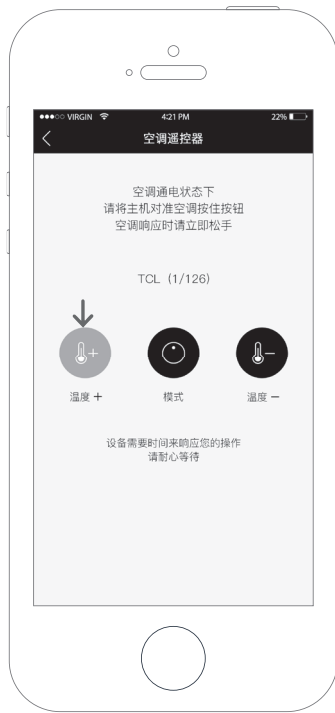 ●●●○○ VIRGIN 4:21 PM 22%
空调遥控器
空调通电状态下
请将主机对准空调按住按钮
空调响应时请立即松手
TCL (1/126)
温度 + 模式 温度 −
设备需要时间来响应您的操作
请耐心等待